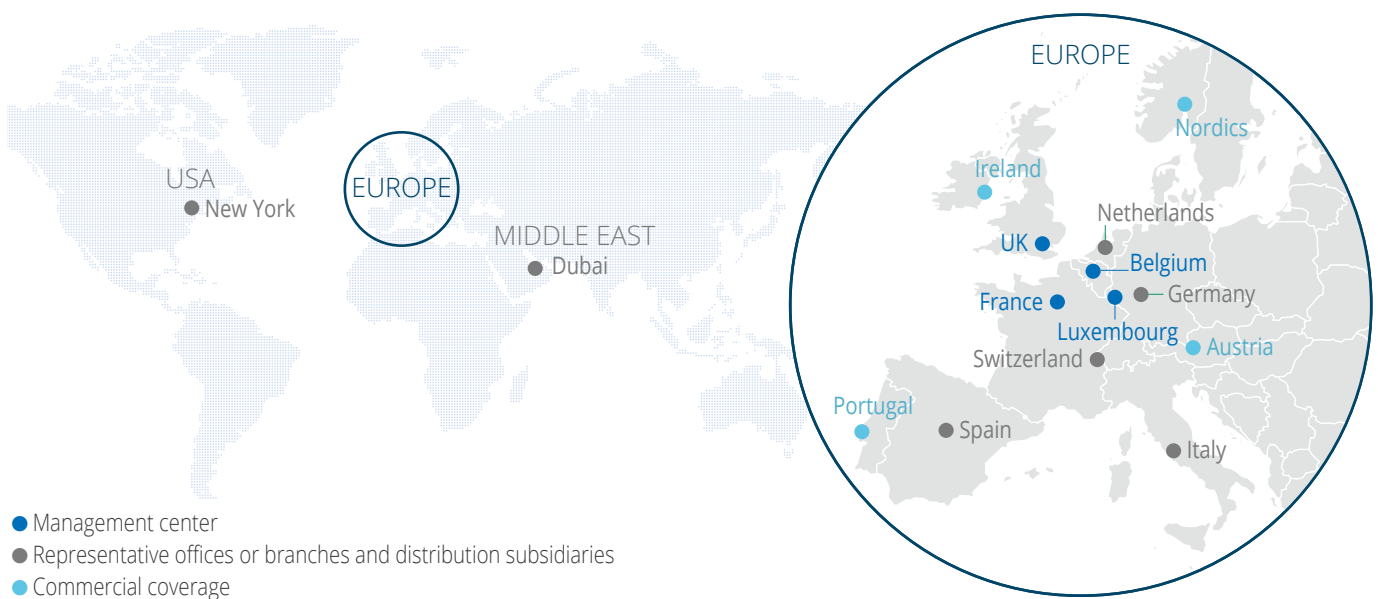 USA
New York
EUROPE
MIDDLE EAST
Dubai
EUROPE
Nordics
Ireland
Netherlands
UK
Belgium
Germany
France
Luxembourg
Austria
Switzerland
Portugal
Spain
Italy
Management center
Representative offices or branches and distribution subsidiaries
Commercial coverage